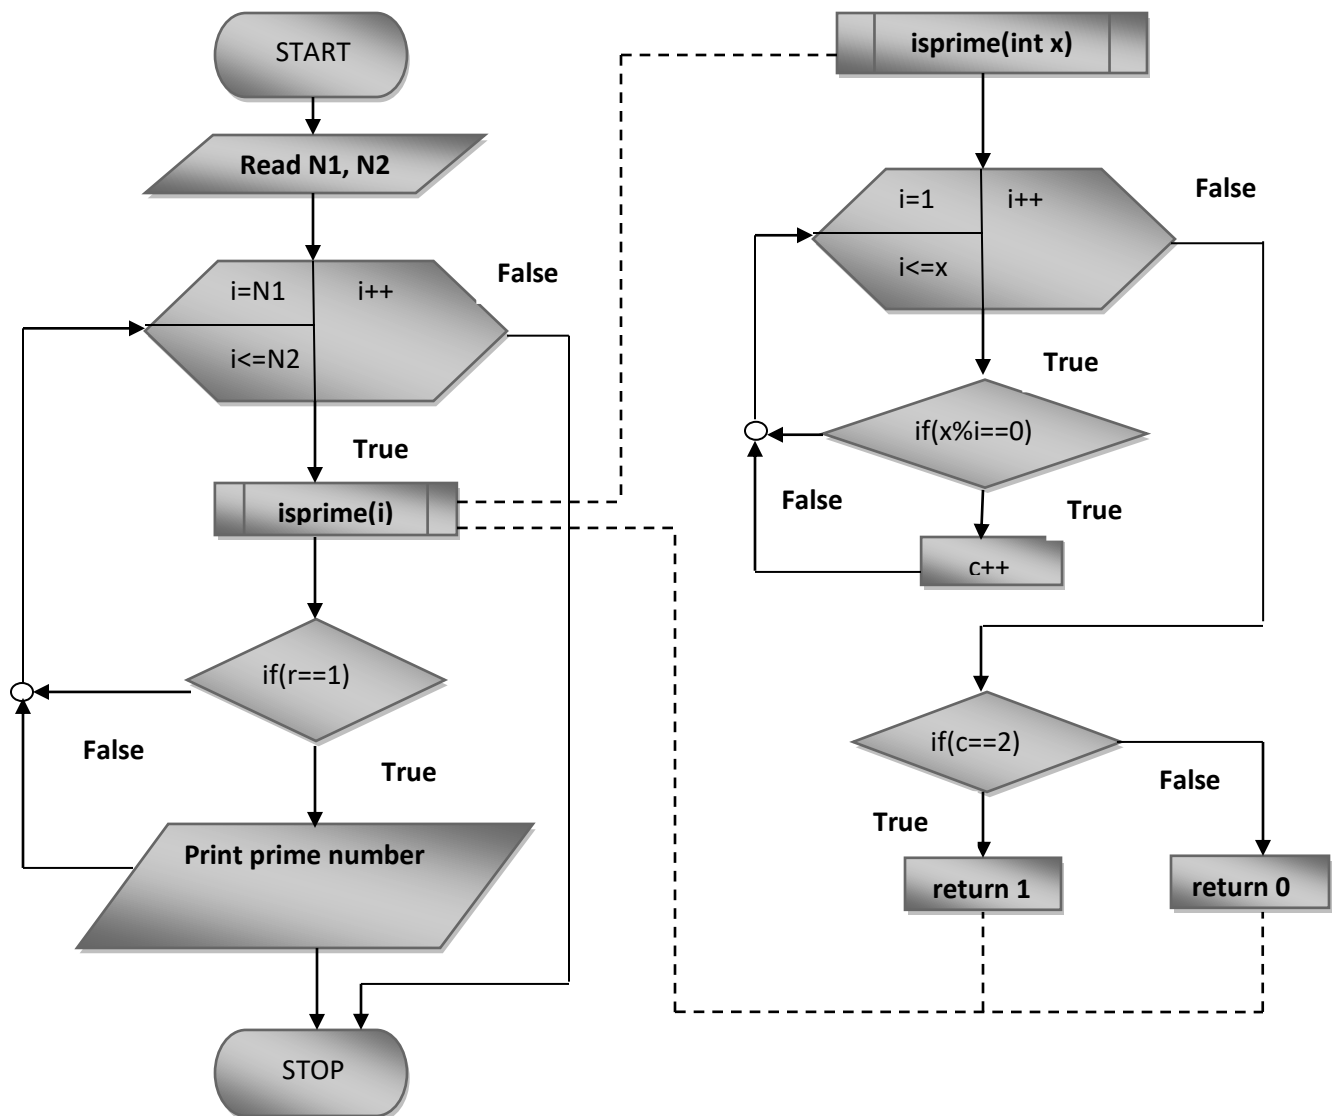 START
Read N1, N2
i=N1
i++
i<=N2
False
True
isprime(i)
if(r==1)
False
True
Print prime number
STOP
isprime(int x)
i=1
i++
i<=x
False
True
if(x%i==0)
False
True
c++
if(c==2)
True
False
return 1
return 0